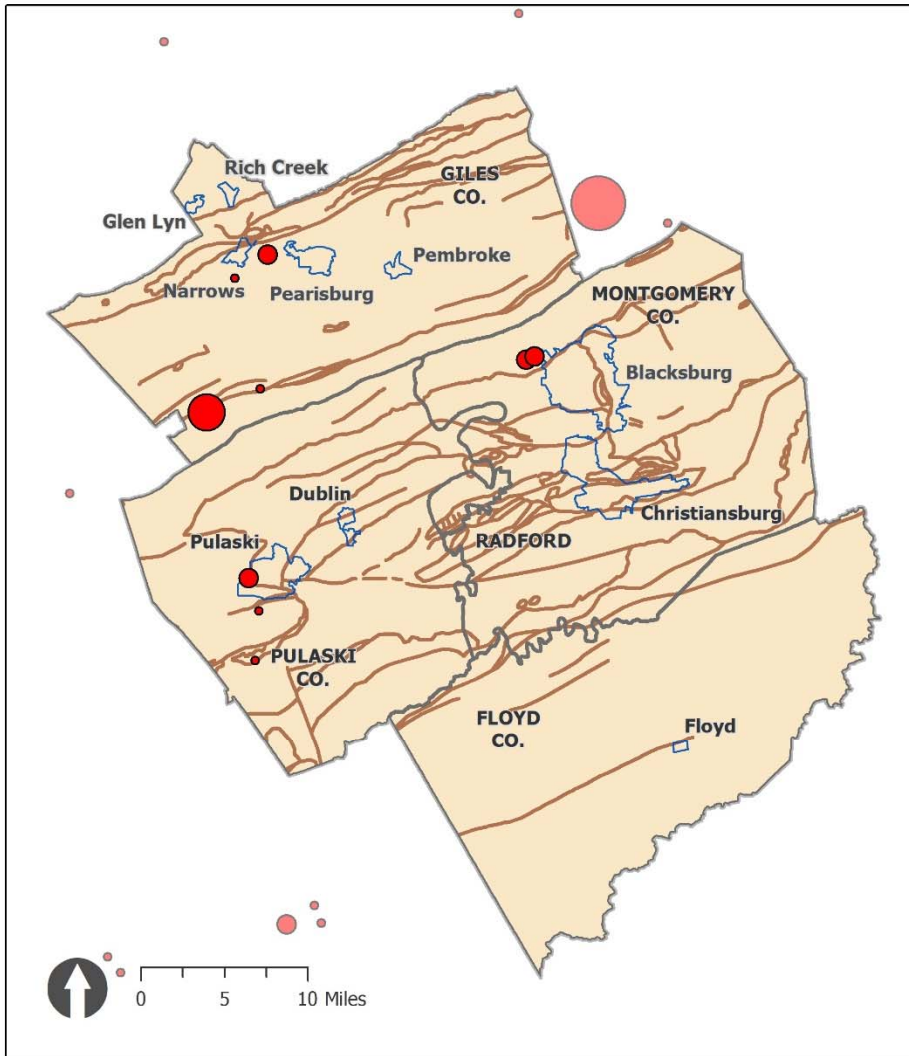 Rich Creek
GILES
CO.
Glen Lyn
Pembroke
Narrows
Pearisburg
MONTGOMERY
CO.
Blacksburg
Dublin
Christiansburg
Pulaski
RADFORD
PULASKI
CO.
FLOYD
CO.
Floyd
0 5 10 Miles